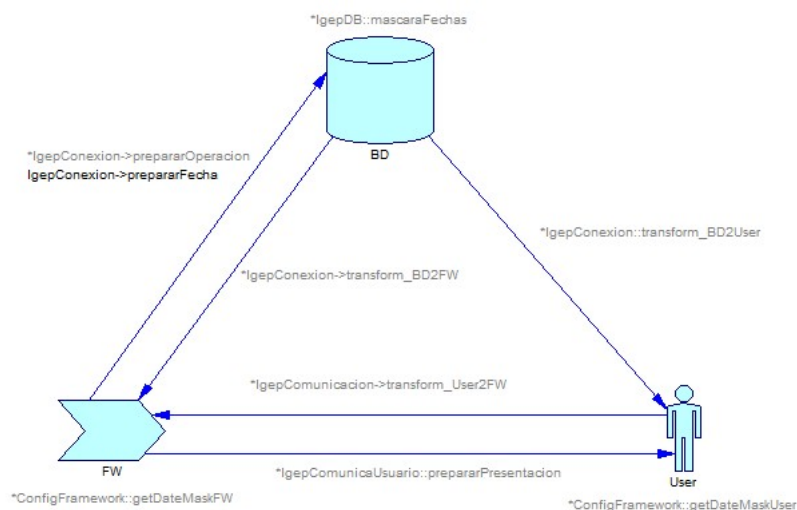 *IgepDB::mascaraFechas
*IgepConexion->prepararOperacion
IgepConexion->prepararFecha
BD
*IgepConexion::transform_BD2User
*IgepConexion->transform_BD2FW
*IgepComunicacion->transform_User2FW
FW
*IgepComunicaUsuario::prepararPresentacion
User
*ConfigFramework::getDateMaskFW
*ConfigFramework::getDateMaskUser